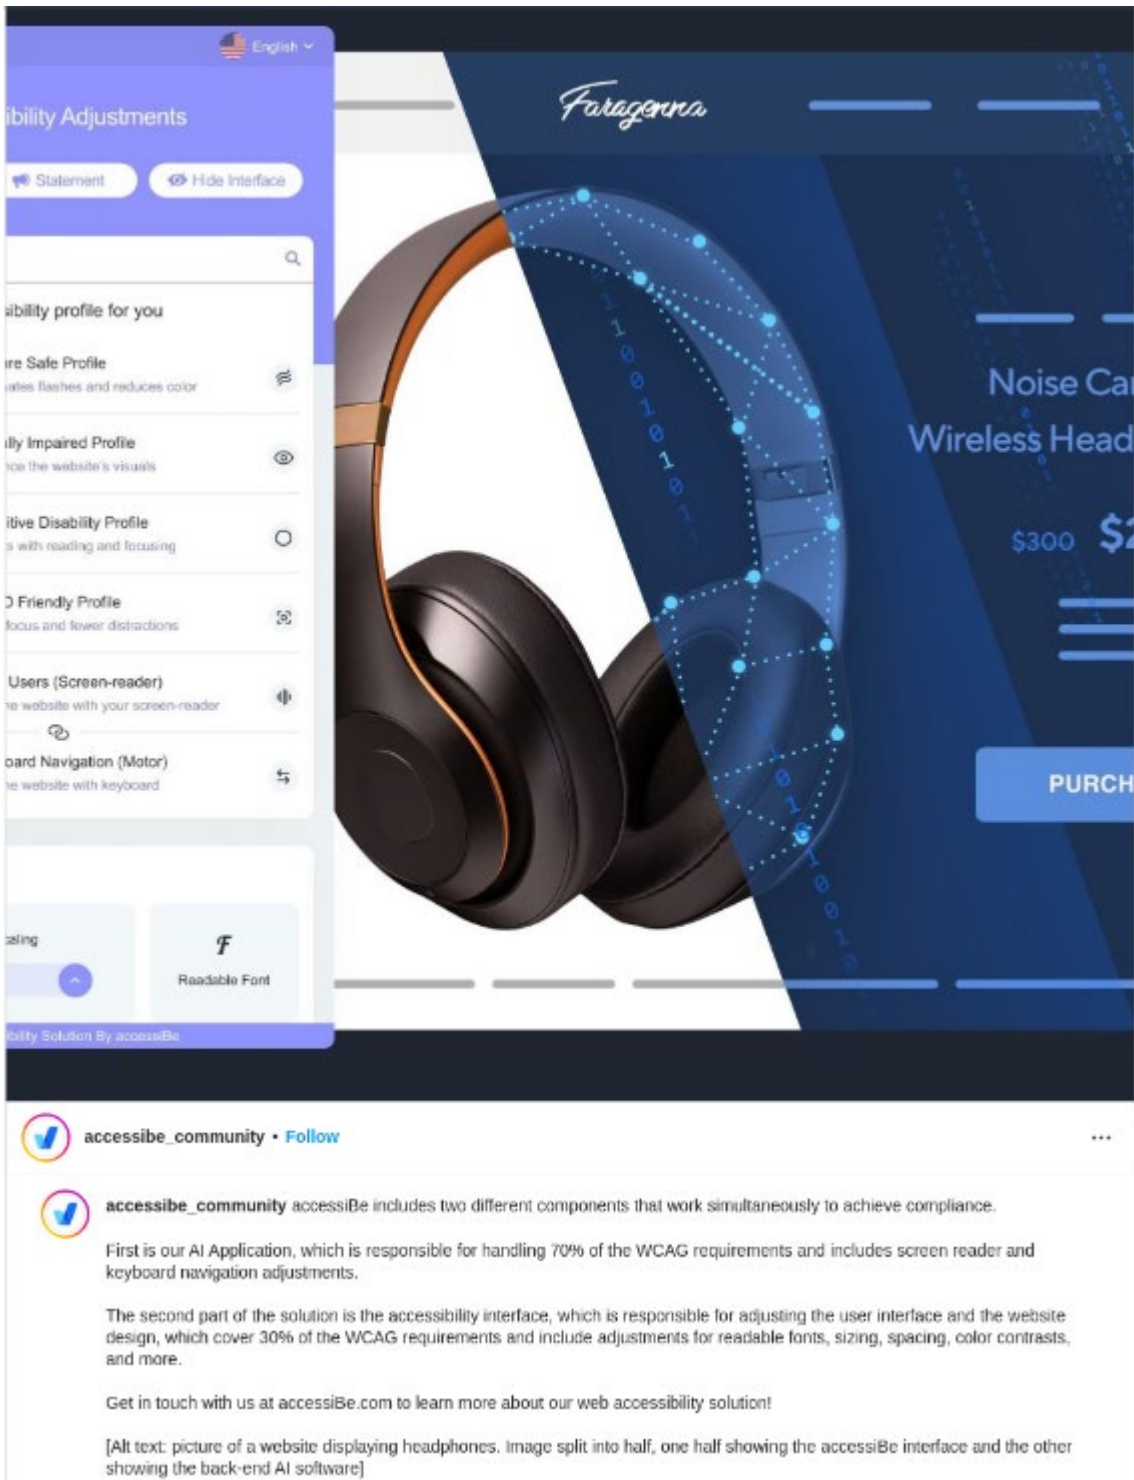 English
ibility Adjustments
Statement
Hide Interface
Faragonna
sibility profile for you
re Safe Profile
ates flashes and reduces color
lly Impaired Profile
nce the website's visuals
itive Disability Profile
s with reading and focusing
D Friendly Profile
focus and fewer distractions
Users (Screen-reader)
he website with your screen-reader
oard Navigation (Motor)
he website with keyboard
caling
F
Readable Font
ibility Solution By accessiBe
Noise Car
Wireless Head
$300 $2
PURCH
accessibe_community • Follow
accessibe_community accessiBe includes two different components that work simultaneously to achieve compliance.
First is our AI Application, which is responsible for handling 70% of the WCAG requirements and includes screen reader and
keyboard navigation adjustments.
The second part of the solution is the accessibility interface, which is responsible for adjusting the user interface and the website
design, which cover 30% of the WCAG requirements and include adjustments for readable fonts, sizing, spacing, color contrasts,
and more.
Get in touch with us at accessiBe.com to learn more about our web accessibility solution!
[Alt text: picture of a website displaying headphones. Image split into half, one half showing the accessiBe interface and the other
showing the back-end AI software]